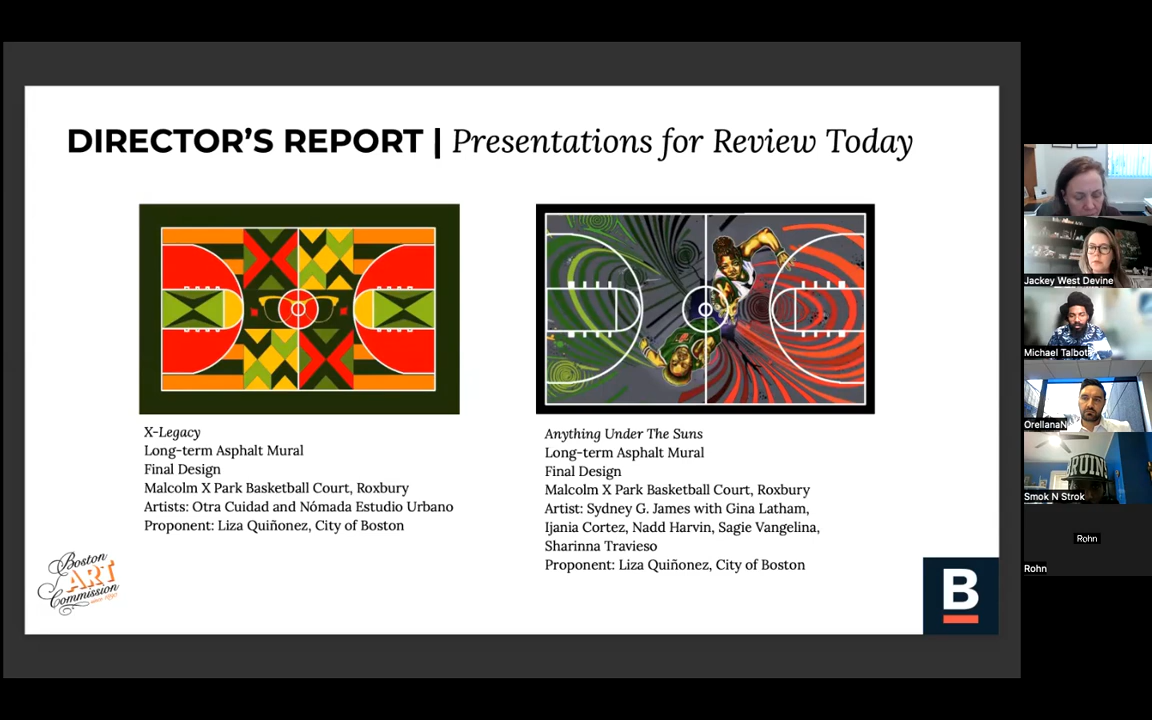 DIRECTOR'S REPORT | Presentations for Review Today
X-Legacy
Long-term Asphalt Mural
Final Design
Malcolm X Park Basketball Court, Roxbury
Artists: Otra Cuidad and Nómada Estudio Urbano
Proponent: Liza Quiñonez, City of Boston
Anything Under The Suns
Long-term Asphalt Mural
Final Design
Malcolm X Park Basketball Court, Roxbury
Artist: Sydney G. James with Gina Latham,
Ijania Cortez, Nadd Harvin, Sagie Vangelina,
Sharinna Travieso
Proponent: Liza Quiñonez, City of Boston
Boston
ART
Commission
since 1890
B
Jackey West Devine
Michael Talbot
OrellanaN
BRUINS
Smok N Strok
Rohn
Rohn